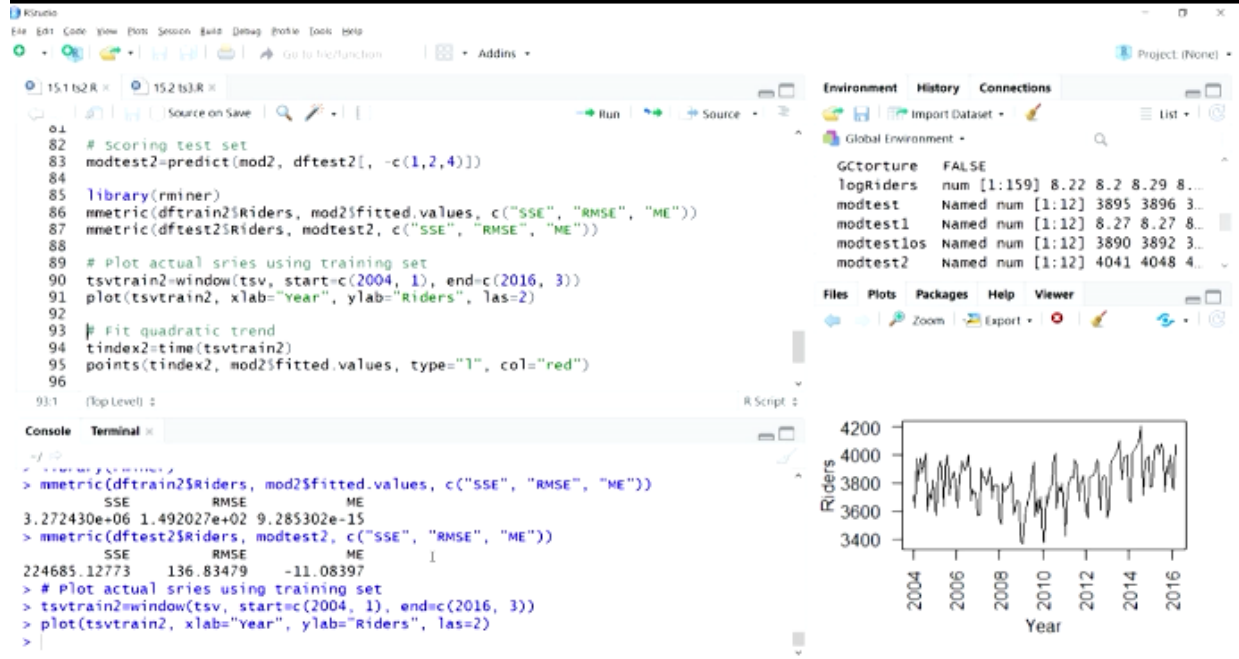 RStudio
File Edit Code View Plots Session Build Debug Profile Tools Help
Go to file/function Addins
Project: (None)
15.1 ts2.R 15.2 ts3.R
Source on Save Run Source
81
82 # Scoring test set
83 modtest2=predict(mod2, dftest2[, -c(1,2,4)])
84
85 library(rminer)
86 mmetric(dftrain2$Riders, mod2$fitted.values, c("SSE", "RMSE", "ME"))
87 mmetric(dftest2$Riders, modtest2, c("SSE", "RMSE", "ME"))
88
89 # Plot actual sries using training set
90 tsvtrain2=window(tsv, start=c(2004, 1), end=c(2016, 3))
91 plot(tsvtrain2, xlab="Year", ylab="Riders", las=2)
92
93 # Fit quadratic trend
94 tindex2=time(tsvtrain2)
95 points(tindex2, mod2$fitted.values, type="l", col="red")
96
93:1 (Top Level) R Script
Console Terminal
~/
> library(rminer)
> mmetric(dftrain2$Riders, mod2$fitted.values, c("SSE", "RMSE", "ME"))
SSE RMSE ME
3.272430e+06 1.492027e+02 9.285302e-15
> mmetric(dftest2$Riders, modtest2, c("SSE", "RMSE", "ME"))
SSE RMSE ME
224685.12773 136.83479 -11.08397
> # Plot actual sries using training set
> tsvtrain2=window(tsv, start=c(2004, 1), end=c(2016, 3))
> plot(tsvtrain2, xlab="Year", ylab="Riders", las=2)
>
Environment History Connections
Import Dataset List
Global Environment
GCtorture FALSE
logRiders num [1:159] 8.22 8.2 8.29 8...
modtest Named num [1:12] 3895 3896 3...
modtest1 Named num [1:12] 8.27 8.27 8...
modtest1os Named num [1:12] 3890 3892 3...
modtest2 Named num [1:12] 4041 4048 4...
Files Plots Packages Help Viewer
Zoom Export
4200
4000
3800
3600
3400
Riders
2004 2006 2008 2010 2012 2014 2016
Year